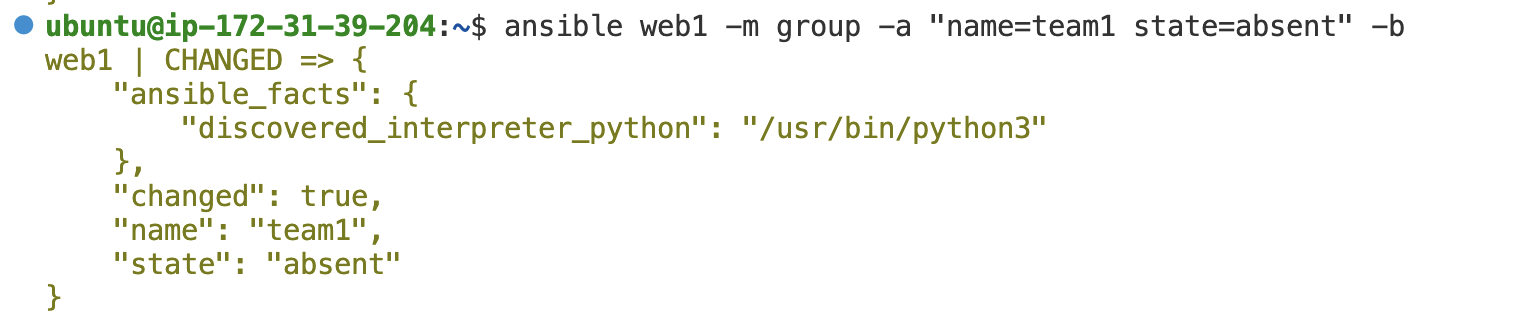 ubuntu@ip-172-31-39-204:~$ ansible web1 -m group -a "name=team1 state=absent" -b
web1 | CHANGED => {
    "ansible_facts": {
        "discovered_interpreter_python": "/usr/bin/python3"
    },
    "changed": true,
    "name": "team1",
    "state": "absent"
}